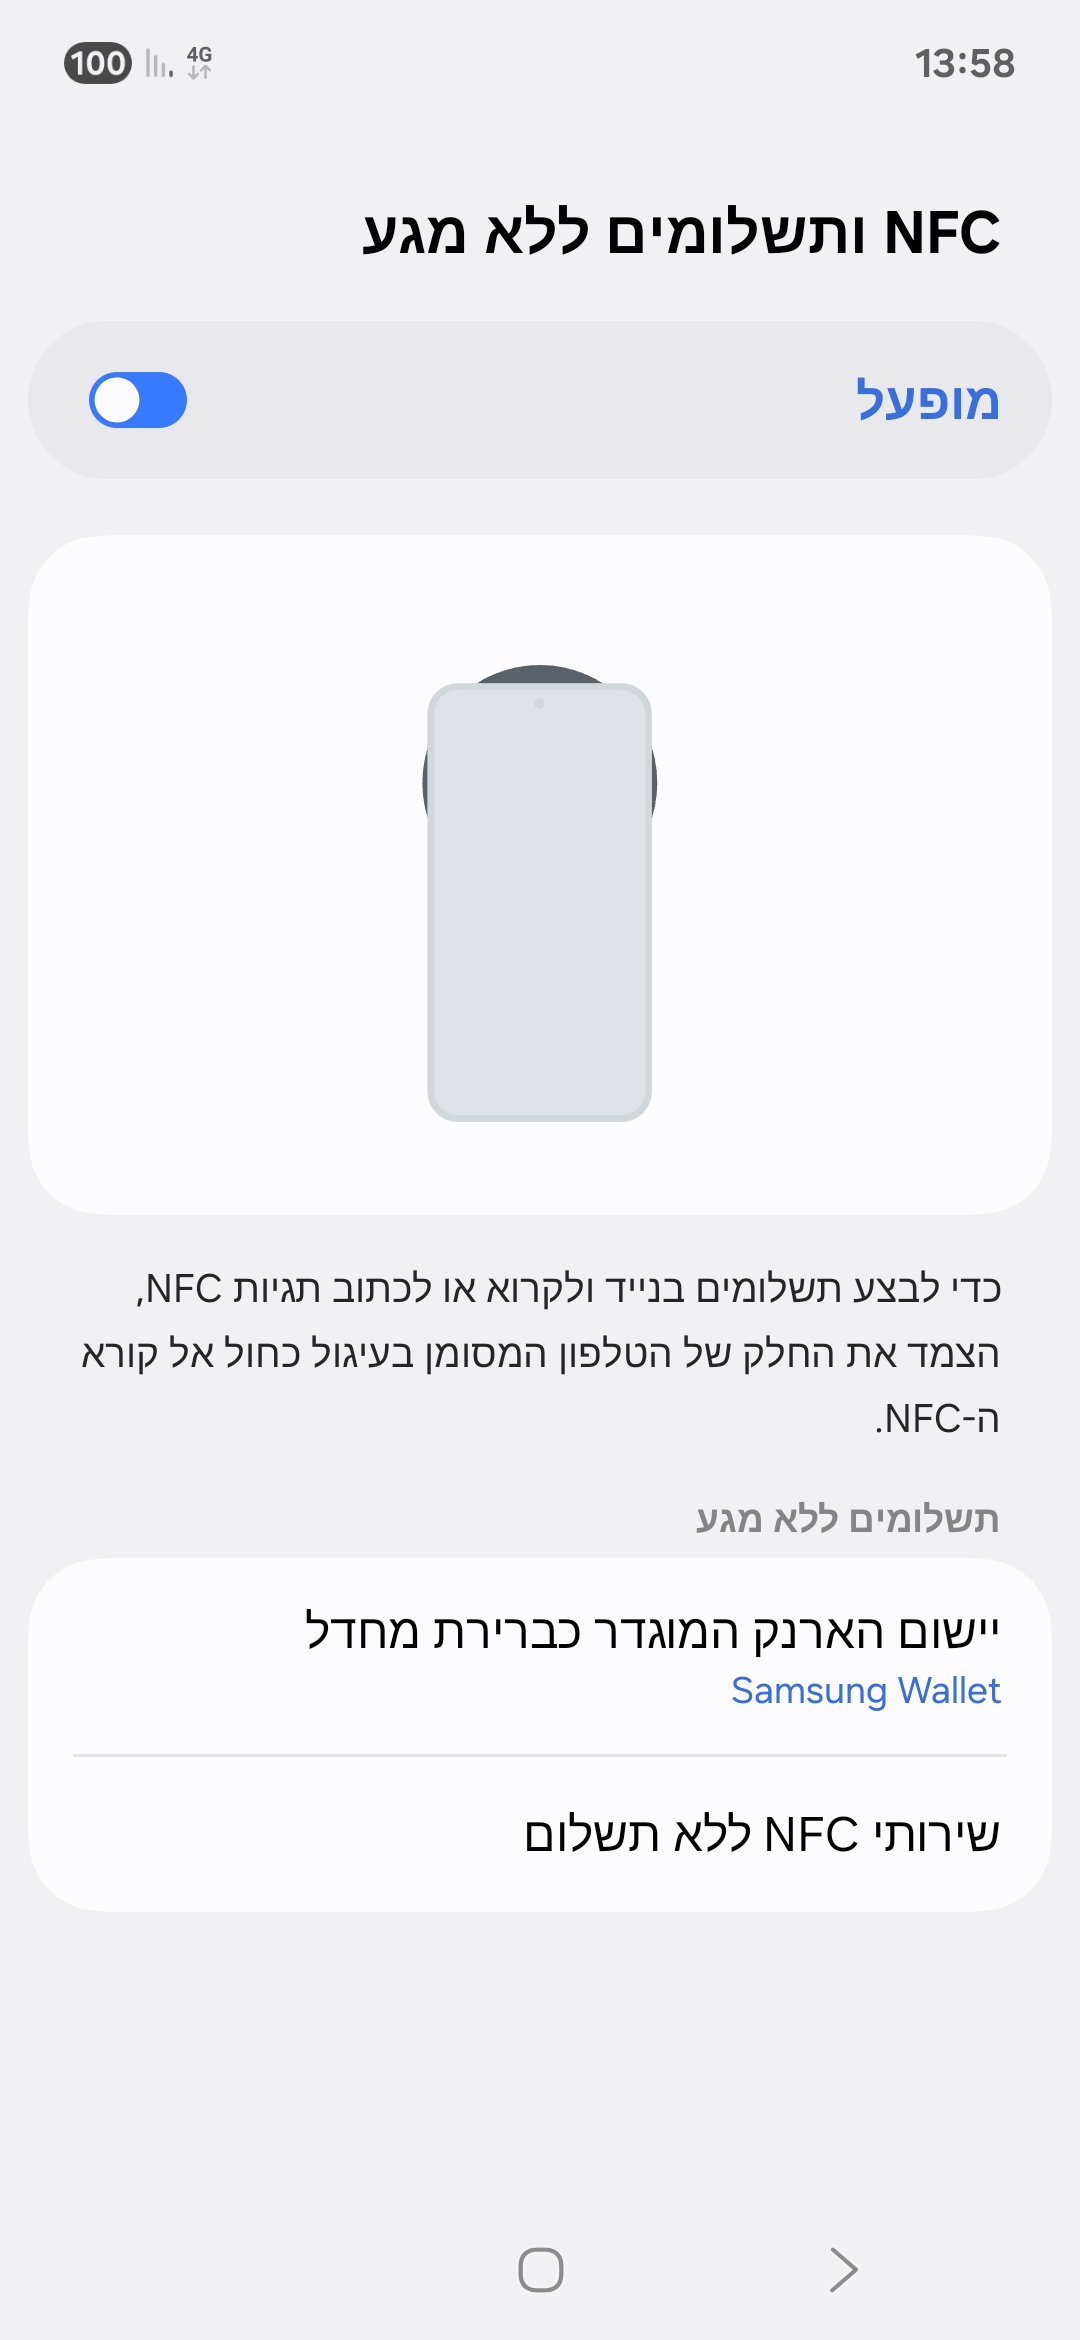 100 4G 13:58
NFC ותשלומים ללא מגע
מופעל
כדי לבצע תשלומים בנייד ולקרוא או לכתוב תגיות NFC,
הצמד את החלק של הטלפון המסומן בעיגול כחול אל קורא
ה-NFC.
תשלומים ללא מגע
יישום הארנק המוגדר כברירת מחדל
Samsung Wallet
שירותי NFC ללא תשלום